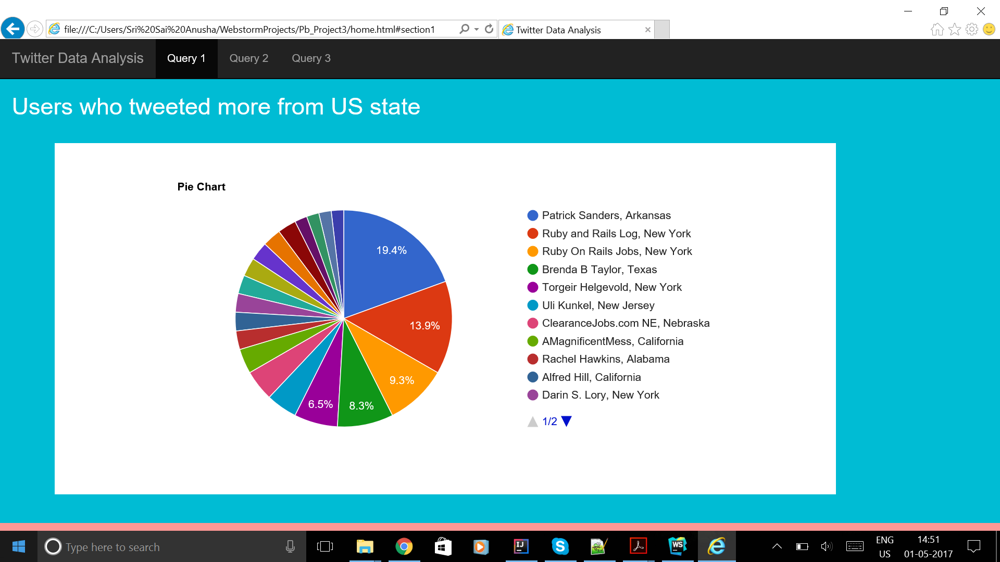 file:///C:/Users/Sri%20Sai%20Anusha/WebstormProjects/Pb_Project3/home.html#section1
Twitter Data Analysis
Twitter Data Analysis
Query 1
Query 2
Query 3
Users who tweeted more from US state
Pie Chart
19.4%
13.9%
9.3%
8.3%
6.5%
Patrick Sanders, Arkansas
Ruby and Rails Log, New York
Ruby On Rails Jobs, New York
Brenda B Taylor, Texas
Torgeir Helgevold, New York
Uli Kunkel, New Jersey
ClearanceJobs.com NE, Nebraska
AMagnificentMess, California
Rachel Hawkins, Alabama
Alfred Hill, California
Darin S. Lory, New York
1/2
Type here to search
IJ
WS
ENG
US
14:51
01-05-2017